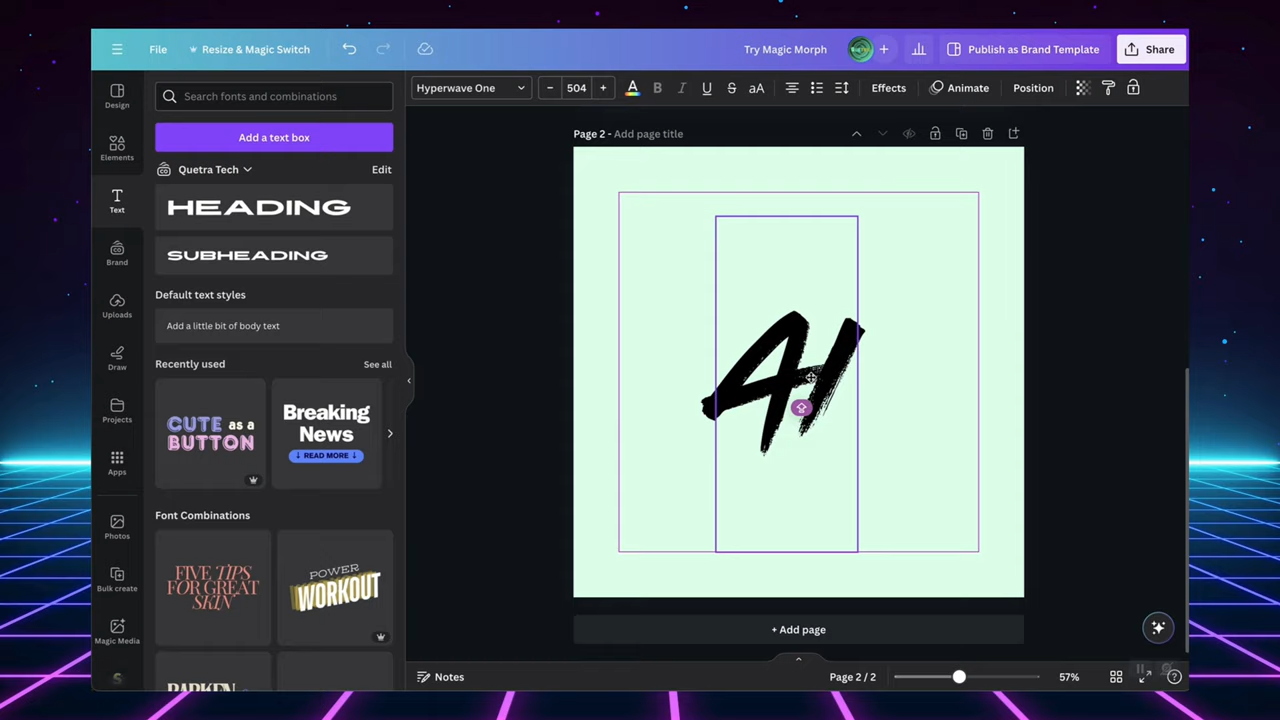 File
Resize & Magic Switch
Try Magic Morph
Publish as Brand Template
Share
Hyperwave One
− 504 +
A B I U S aA
Effects
Animate
Position
Design
Elements
Text
Brand
Uploads
Draw
Projects
Apps
Photos
Bulk create
Magic Media
Search fonts and combinations
Add a text box
Quetra Tech
Edit
HEADING
SUBHEADING
Default text styles
Add a little bit of body text
Recently used
See all
CUTE as a
BUTTON
Breaking
News
↓ READ MORE ↓
Font Combinations
FIVE TIPS
FOR GREAT
SKIN
POWER
WORKOUT
Page 2 - Add page title
AI
+ Add page
Notes
Page 2 / 2
57%